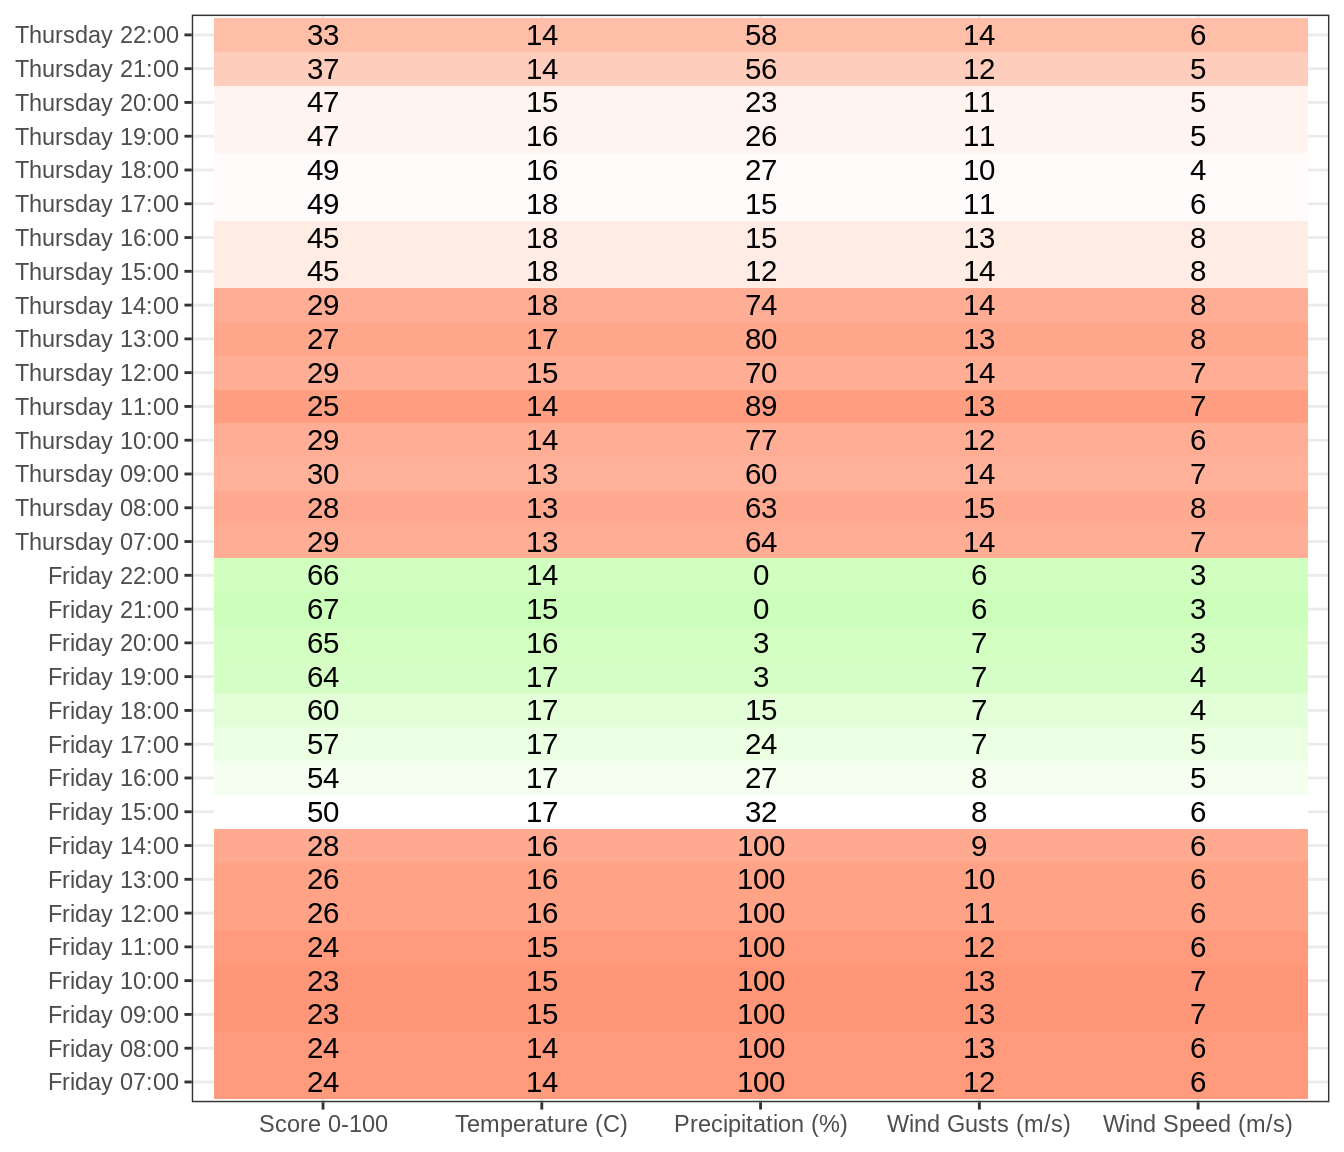 Thursday 22:00 33 14 58 14 6
Thursday 21:00 37 14 56 12 5
Thursday 20:00 47 15 23 11 5
Thursday 19:00 47 16 26 11 5
Thursday 18:00 49 16 27 10 4
Thursday 17:00 49 18 15 11 6
Thursday 16:00 45 18 15 13 8
Thursday 15:00 45 18 12 14 8
Thursday 14:00 29 18 74 14 8
Thursday 13:00 27 17 80 13 8
Thursday 12:00 29 15 70 14 7
Thursday 11:00 25 14 89 13 7
Thursday 10:00 29 14 77 12 6
Thursday 09:00 30 13 60 14 7
Thursday 08:00 28 13 63 15 8
Thursday 07:00 29 13 64 14 7
Friday 22:00 66 14 0 6 3
Friday 21:00 67 15 0 6 3
Friday 20:00 65 16 3 7 3
Friday 19:00 64 17 3 7 4
Friday 18:00 60 17 15 7 4
Friday 17:00 57 17 24 7 5
Friday 16:00 54 17 27 8 5
Friday 15:00 50 17 32 8 6
Friday 14:00 28 16 100 9 6
Friday 13:00 26 16 100 10 6
Friday 12:00 26 16 100 11 6
Friday 11:00 24 15 100 12 6
Friday 10:00 23 15 100 13 7
Friday 09:00 23 15 100 13 7
Friday 08:00 24 14 100 13 6
Friday 07:00 24 14 100 12 6
Score 0-100 Temperature (C) Precipitation (%) Wind Gusts (m/s) Wind Speed (m/s)